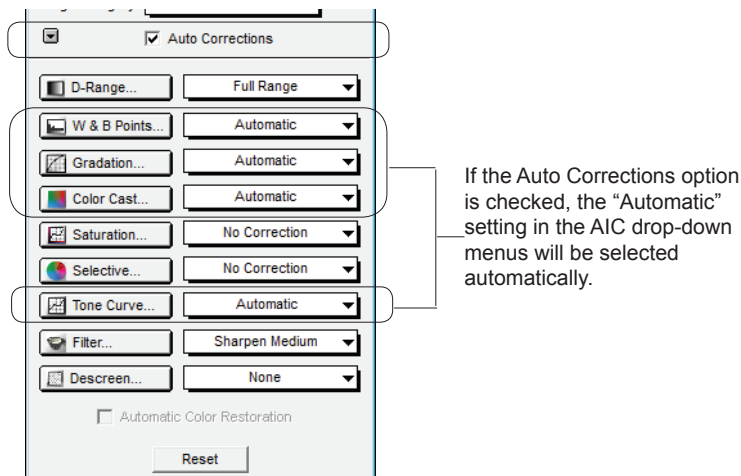 Auto Corrections
D-Range... Full Range
W & B Points... Automatic
Gradation... Automatic
Color Cast... Automatic
Saturation... No Correction
Selective... No Correction
Tone Curve... Automatic
Filter... Sharpen Medium
Descreen... None
Automatic Color Restoration
Reset
If the Auto Corrections option
is checked, the “Automatic”
setting in the AIC drop-down
menus will be selected
automatically.